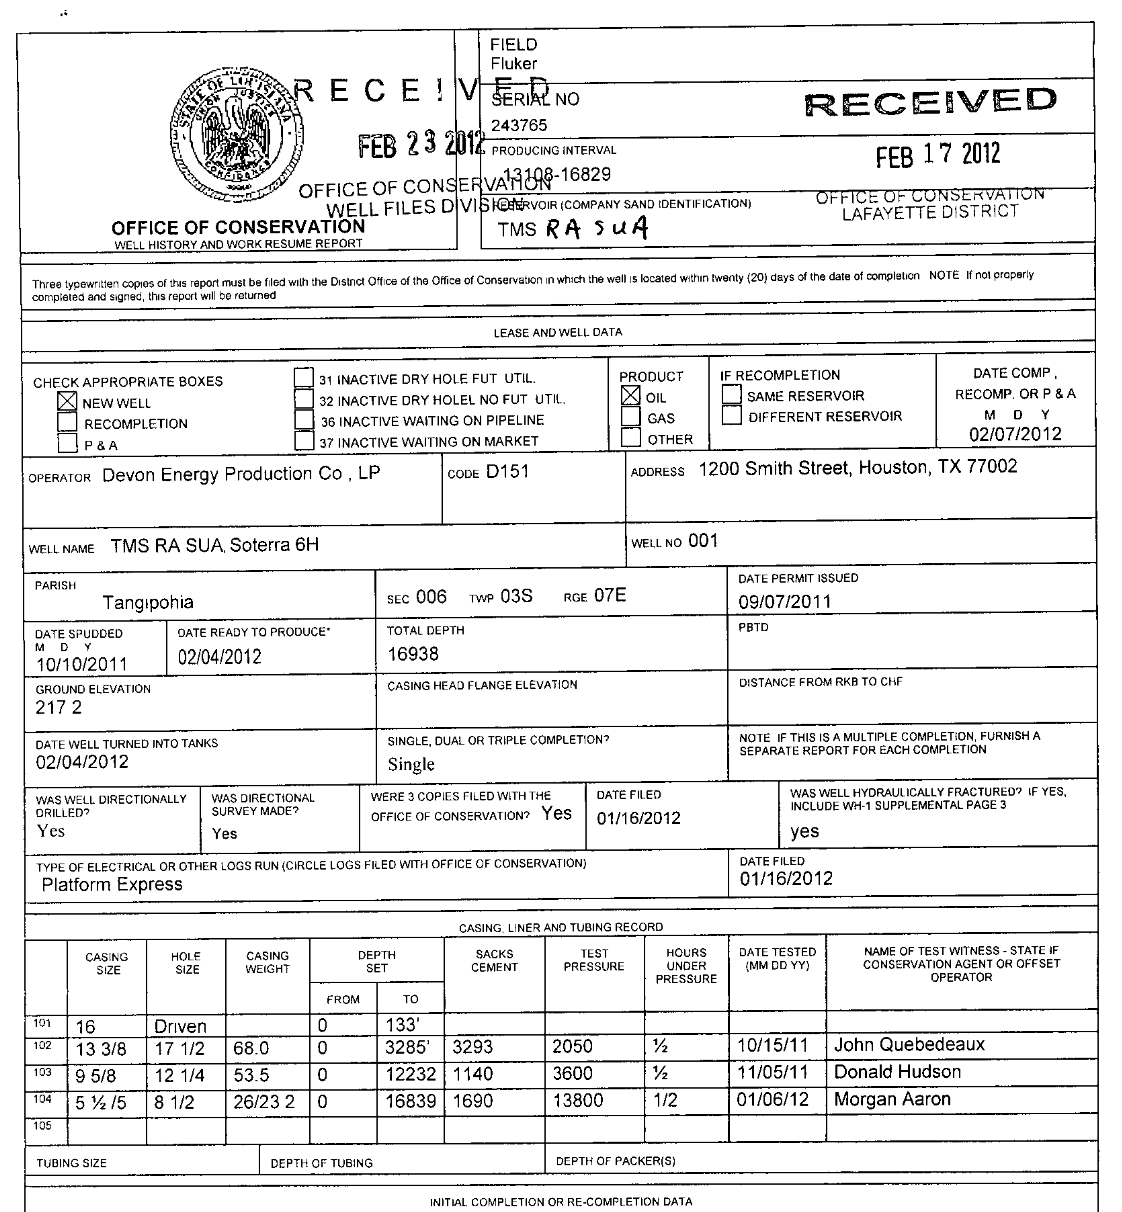 STATE OF LOUISIANA
UNION JUSTICE
CONFIDENCE
RECEIVED
FEB 23 2012
OFFICE OF CONSERVATION
WELL FILES DIVISION
OFFICE OF CONSERVATION
WELL HISTORY AND WORK RESUME REPORT
FIELD
Fluker
SERIAL NO
243765
PRODUCING INTERVAL
13108-16829
RESERVOIR (COMPANY SAND IDENTIFICATION)
TMS RA SUA
RECEIVED
FEB 17 2012
OFFICE OF CONSERVATION
LAFAYETTE DISTRICT
Three typewritten copies of this report must be filed with the District Office of the Office of Conservation in which the well is located within twenty (20) days of the date of completion NOTE If not properly
completed and signed, this report will be returned
LEASE AND WELL DATA
CHECK APPROPRIATE BOXES
NEW WELL
RECOMPLETION
P & A
31 INACTIVE DRY HOLE FUT UTIL.
32 INACTIVE DRY HOLEL NO FUT UTIL.
36 INACTIVE WAITING ON PIPELINE
37 INACTIVE WAITING ON MARKET
PRODUCT
OIL
GAS
OTHER
IF RECOMPLETION
SAME RESERVOIR
DIFFERENT RESERVOIR
DATE COMP,
RECOMP. OR P & A
M D Y
02/07/2012
OPERATOR Devon Energy Production Co , LP
CODE D151
ADDRESS 1200 Smith Street, Houston, TX 77002
WELL NAME TMS RA SUA, Soterra 6H
WELL NO 001
PARISH
Tangipohia
SEC 006 TWP 03S RGE 07E
DATE PERMIT ISSUED
09/07/2011
DATE SPUDDED
M D Y
10/10/2011
DATE READY TO PRODUCE*
02/04/2012
TOTAL DEPTH
16938
PBTD
GROUND ELEVATION
217 2
CASING HEAD FLANGE ELEVATION
DISTANCE FROM RKB TO CHF
DATE WELL TURNED INTO TANKS
02/04/2012
SINGLE, DUAL OR TRIPLE COMPLETION?
Single
NOTE IF THIS IS A MULTIPLE COMPLETION, FURNISH A
SEPARATE REPORT FOR EACH COMPLETION
WAS WELL DIRECTIONALLY
DRILLED?
Yes
WAS DIRECTIONAL
SURVEY MADE?
Yes
WERE 3 COPIES FILED WITH THE
OFFICE OF CONSERVATION? Yes
DATE FILED
01/16/2012
WAS WELL HYDRAULICALLY FRACTURED? IF YES,
INCLUDE WH-1 SUPPLEMENTAL PAGE 3
yes
TYPE OF ELECTRICAL OR OTHER LOGS RUN (CIRCLE LOGS FILED WITH OFFICE OF CONSERVATION)
Platform Express
DATE FILED
01/16/2012
CASING, LINER AND TUBING RECORD
CASING
SIZE
HOLE
SIZE
CASING
WEIGHT
DEPTH
SET
FROM TO
SACKS
CEMENT
TEST
PRESSURE
HOURS
UNDER
PRESSURE
DATE TESTED
(MM DD YY)
NAME OF TEST WITNESS - STATE IF
CONSERVATION AGENT OR OFFSET
OPERATOR
101 16 Driven 0 133'
102 13 3/8 17 1/2 68.0 0 3285' 3293 2050 ½ 10/15/11 John Quebedeaux
103 9 5/8 12 1/4 53.5 0 12232 1140 3600 ½ 11/05/11 Donald Hudson
104 5 ½ /5 8 1/2 26/23 2 0 16839 1690 13800 1/2 01/06/12 Morgan Aaron
105
TUBING SIZE DEPTH OF TUBING DEPTH OF PACKER(S)
INITIAL COMPLETION OR RE-COMPLETION DATA